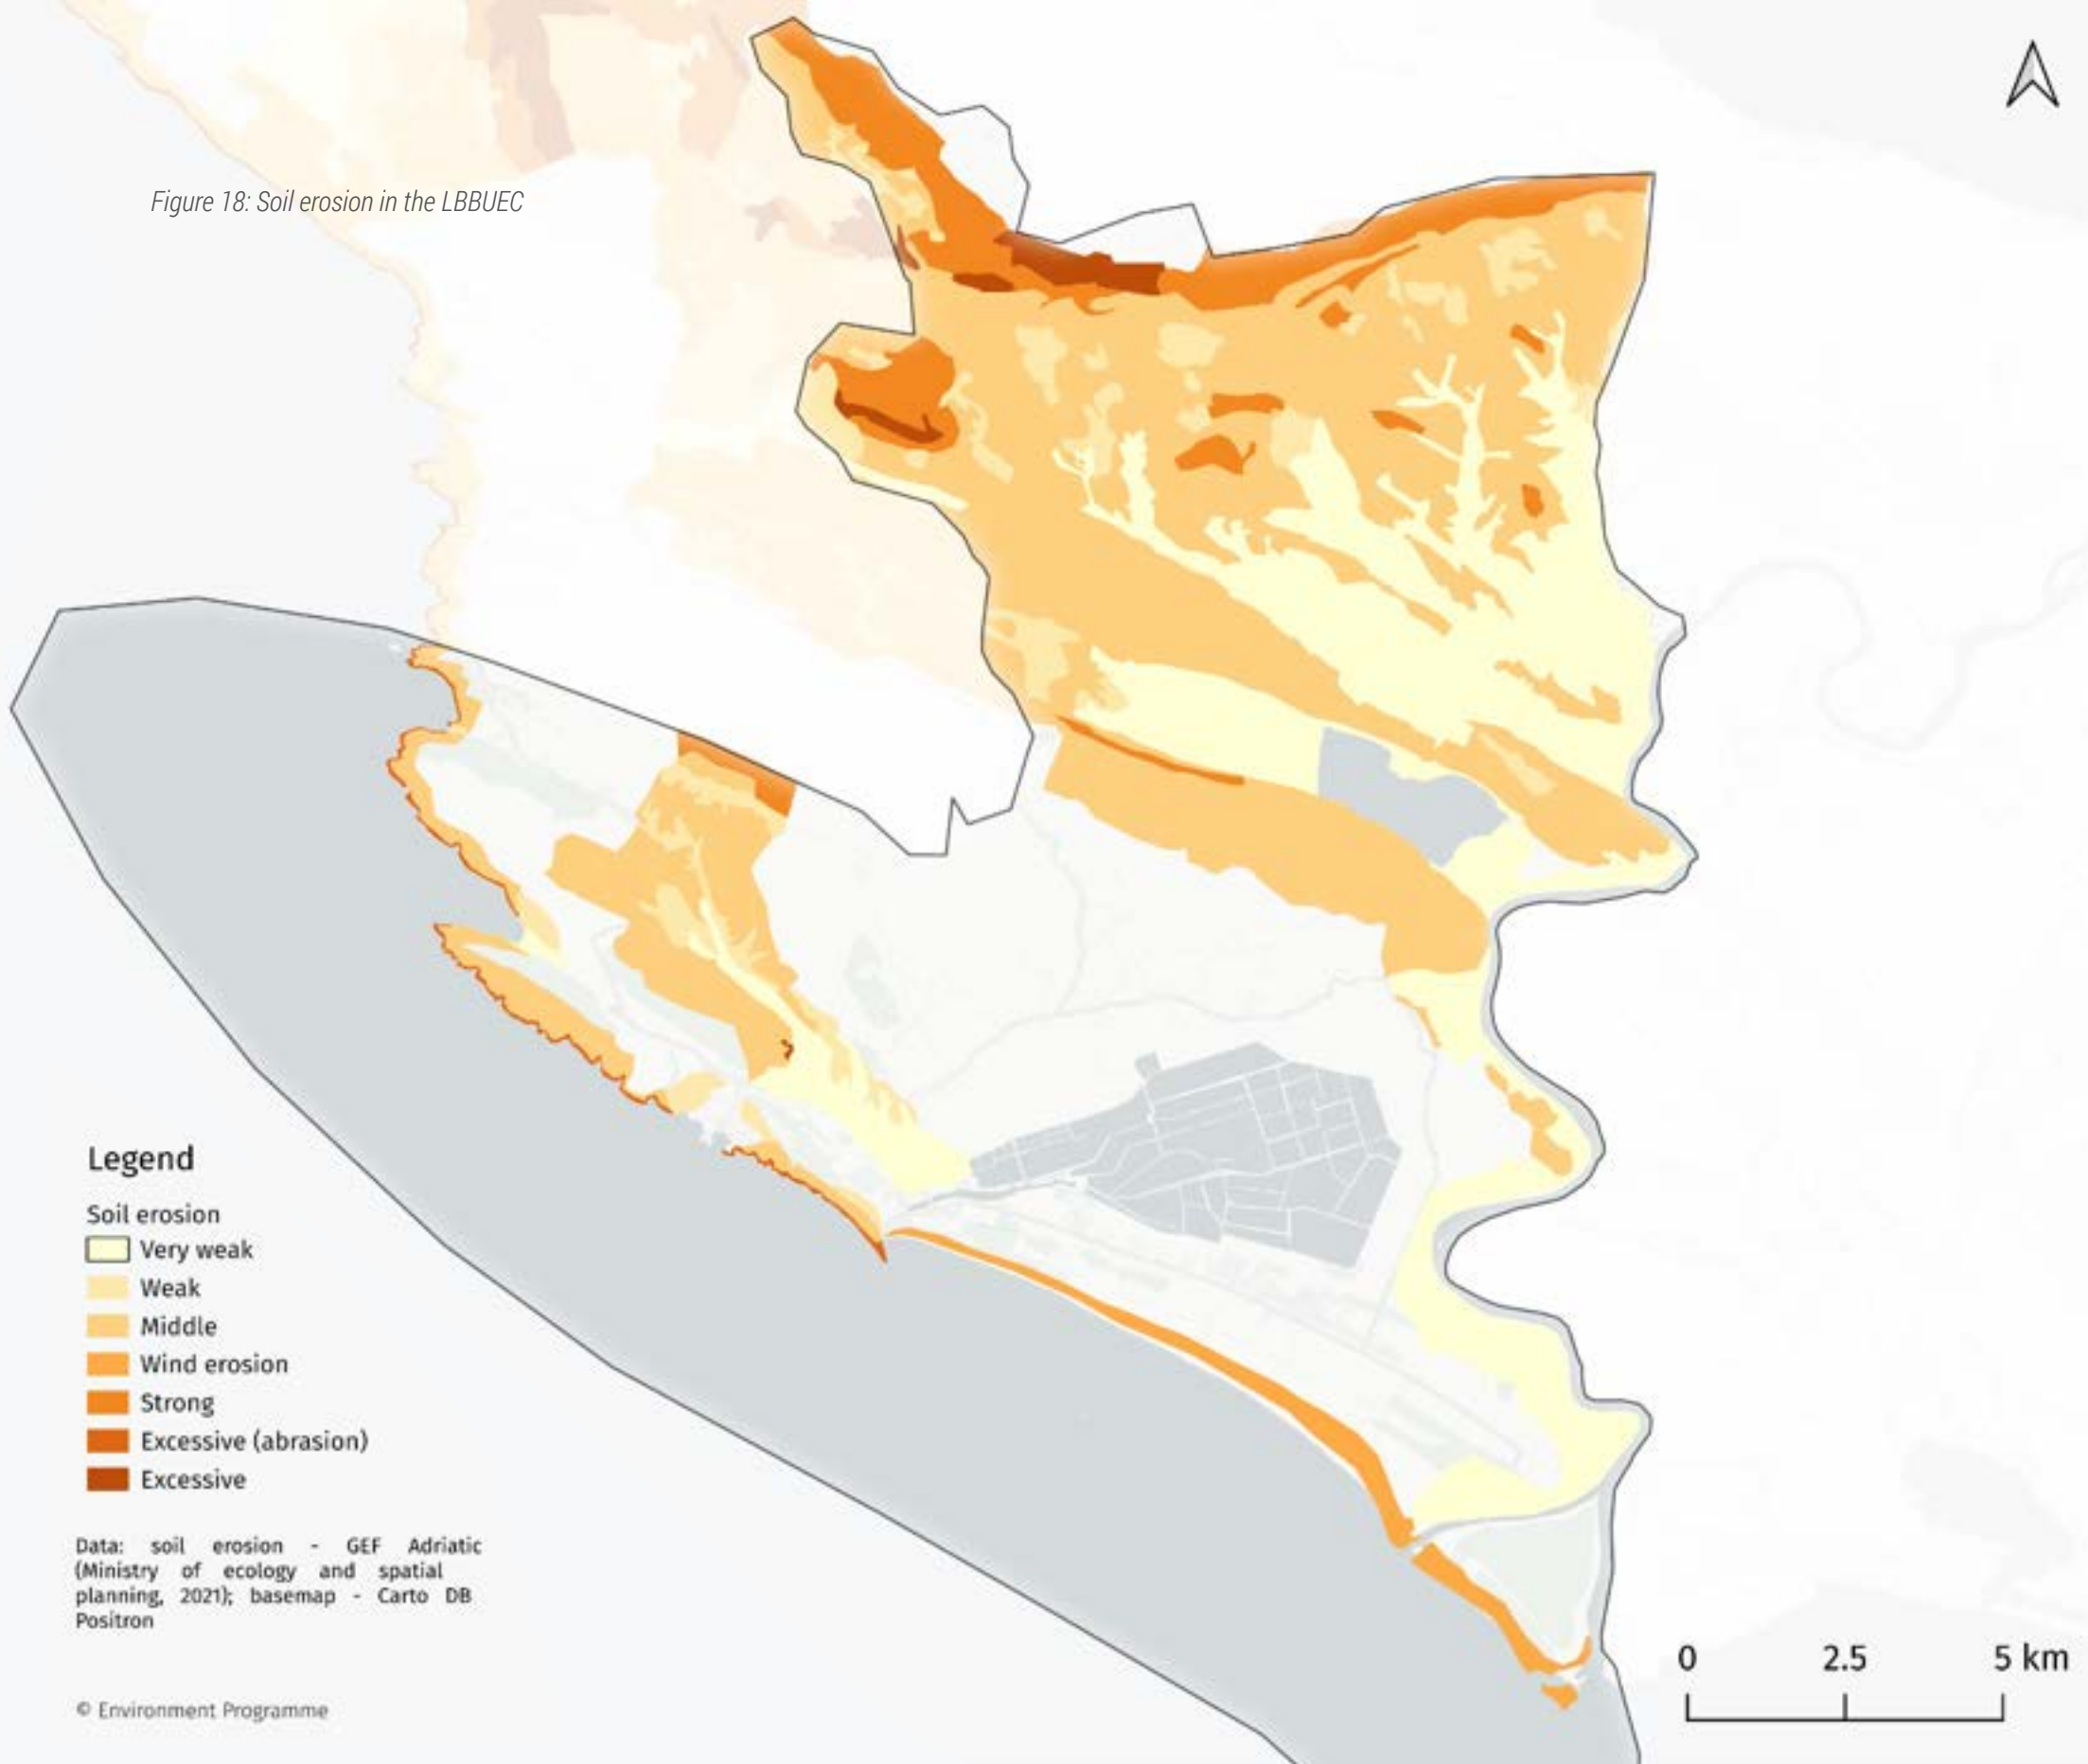 Figure 18: Soil erosion in the LBBUEC
Legend
Soil erosion
Very weak
Weak
Middle
Wind erosion
Strong
Excessive (abrasion)
Excessive
Data: soil erosion - GEF Adriatic
(Ministry of ecology and spatial
planning, 2021); basemap - Carto DB
Positron
© Environment Programme
0 2.5 5 km